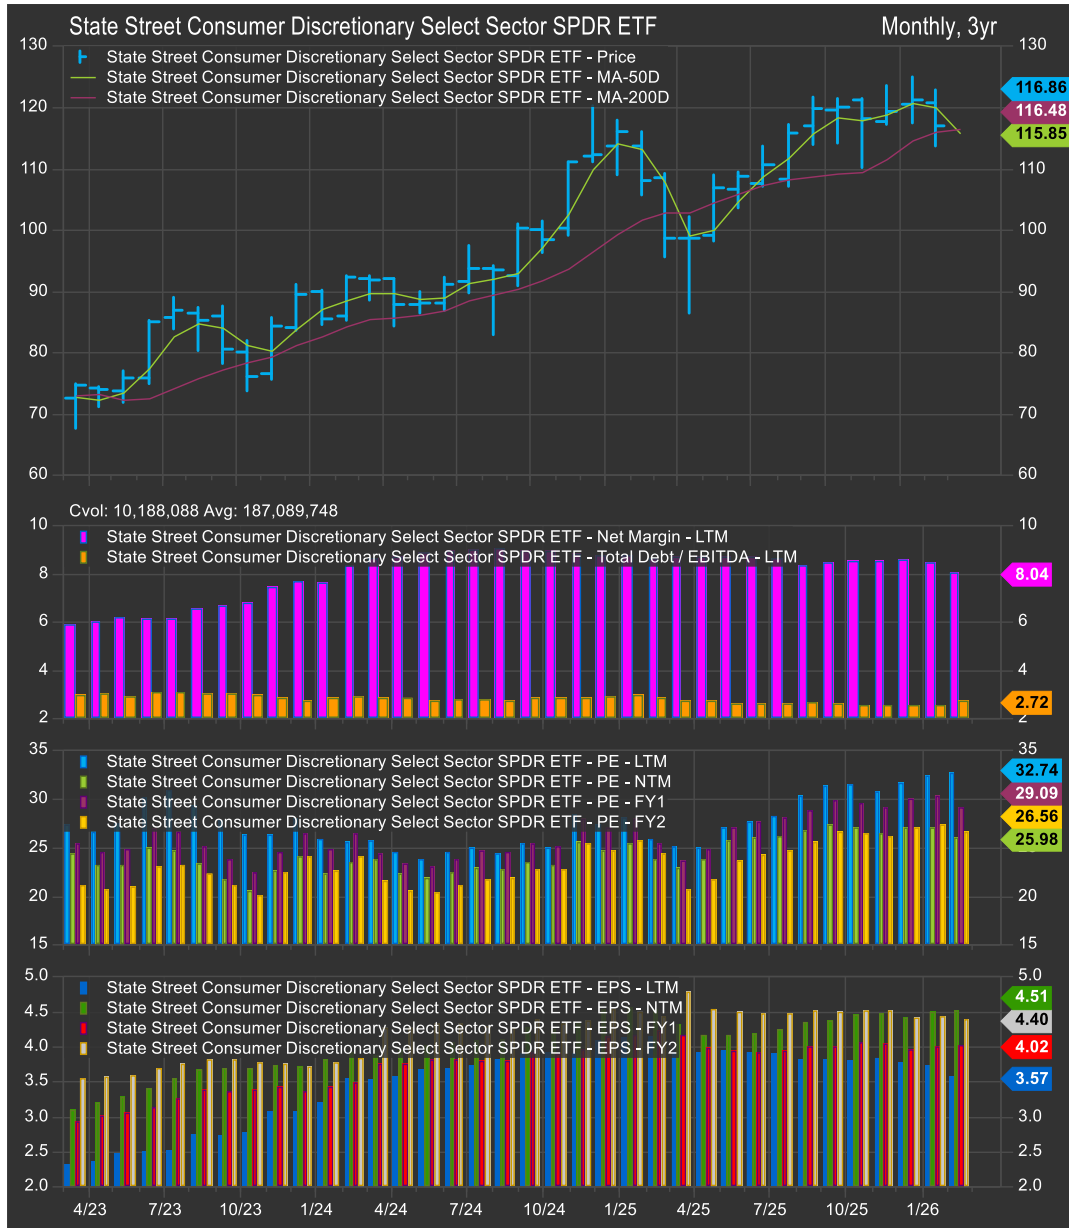 State Street Consumer Discretionary Select Sector SPDR ETF Monthly, 3yr
130 130
State Street Consumer Discretionary Select Sector SPDR ETF - Price
State Street Consumer Discretionary Select Sector SPDR ETF - MA-50D
116.86
State Street Consumer Discretionary Select Sector SPDR ETF - MA-200D
120 120
116.48
115.85
110 110
100 100
90 90
80 80
70 70
60 60
Cvol: 10,188,088 Avg: 187,089,748
10 10
State Street Consumer Discretionary Select Sector SPDR ETF - Net Margin - LTM
State Street Consumer Discretionary Select Sector SPDR ETF - Total Debt / EBITDA - LTM
8 8.04
6 6
4 4
2.72
2 2
35 35
State Street Consumer Discretionary Select Sector SPDR ETF - PE - LTM
32.74
State Street Consumer Discretionary Select Sector SPDR ETF - PE - NTM
29.09
30 State Street Consumer Discretionary Select Sector SPDR ETF - PE - FY1
State Street Consumer Discretionary Select Sector SPDR ETF - PE - FY2
26.56
25 25.98
20 20
15 15
5.0 5.0
State Street Consumer Discretionary Select Sector SPDR ETF - EPS - LTM
4.51
State Street Consumer Discretionary Select Sector SPDR ETF - EPS - NTM
4.5 4.40
State Street Consumer Discretionary Select Sector SPDR ETF - EPS - FY1
4.0 4.02
State Street Consumer Discretionary Select Sector SPDR ETF - EPS - FY2
3.5 3.57
3.0 3.0
2.5 2.5
2.0 2.0
4/23 7/23 10/23 1/24 4/24 7/24 10/24 1/25 4/25 7/25 10/25 1/26